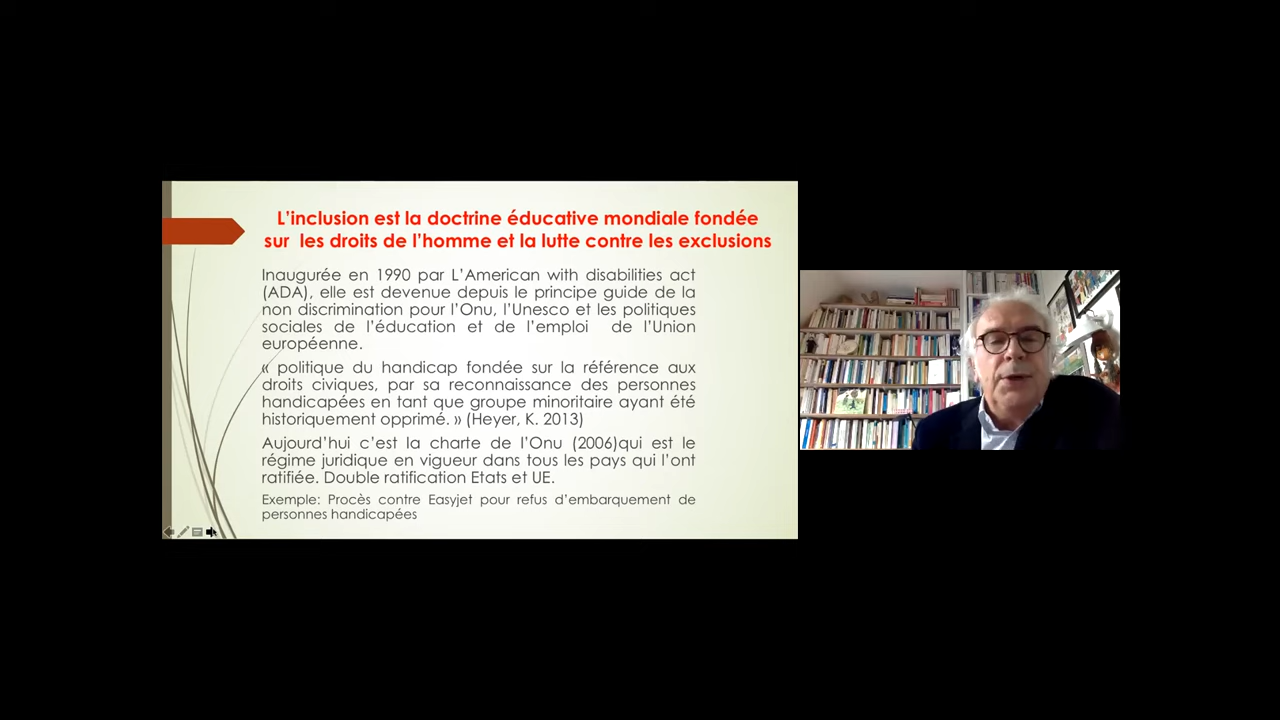 L’inclusion est la doctrine éducative mondiale fondée
sur les droits de l’homme et la lutte contre les exclusions
Inaugurée en 1990 par L’American with disabilities act
(ADA), elle est devenue depuis le principe guide de la
non discrimination pour l’Onu, l’Unesco et les politiques
sociales de l’éducation et de l’emploi de l’Union
européenne.
« politique du handicap fondée sur la référence aux
droits civiques, par sa reconnaissance des personnes
handicapées en tant que groupe minoritaire ayant été
historiquement opprimé. » (Heyer, K. 2013)
Aujourd’hui c’est la charte de l’Onu (2006)qui est le
régime juridique en vigueur dans tous les pays qui l’ont
ratifiée. Double ratification Etats et UE.
Exemple: Procès contre Easyjet pour refus d’embarquement de
personnes handicapées